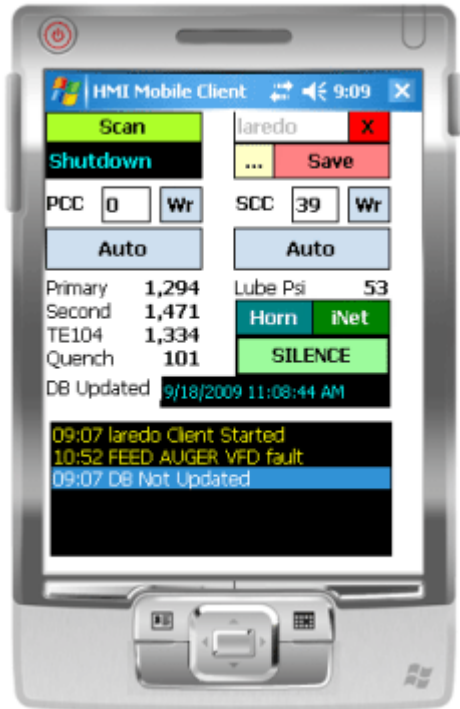 HMI Mobile Client 9:09
Scan laredo X
Shutdown ... Save
PCC 0 Wr SCC 39 Wr
Auto Auto
Primary 1,294 Lube Psi 53
Second 1,471 Horn iNet
TE104 1,334
Quench 101 SILENCE
DB Updated 9/18/2009 11:08:44 AM
09:07 laredo Client Started
10:52 FEED AUGER VFD fault
09:07 DB Not Updated